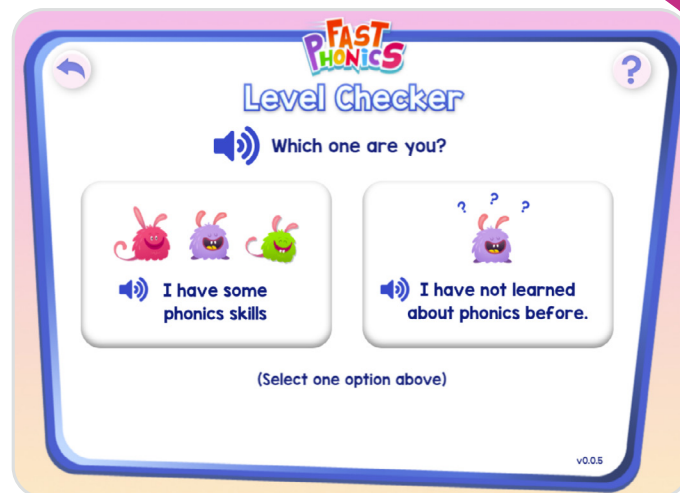 FAST
PHONICS
?
Level Checker
Which one are you?
? ? ?
I have some
phonics skills
I have not learned
about phonics before.
(Select one option above)
v0.0.5